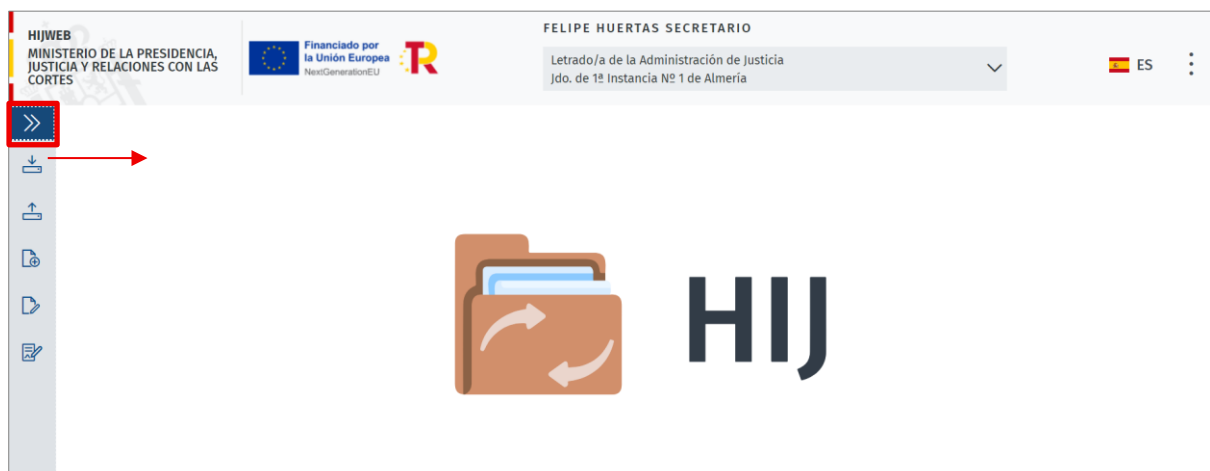 HIJWEB
MINISTERIO DE LA PRESIDENCIA,
JUSTICIA Y RELACIONES CON LAS
CORTES
Financiado por
la Unión Europea
NextGenerationEU
R
FELIPE HUERTAS SECRETARIO
Letrado/a de la Administración de Justicia
Jdo. de 1ª Instancia Nº 1 de Almería
ES
HIJ